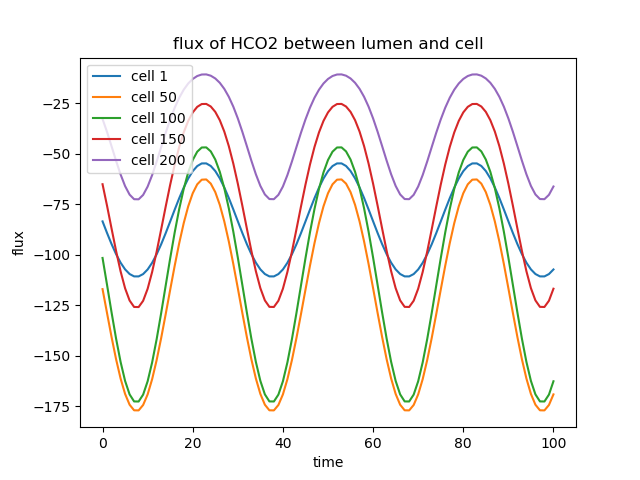 flux of HCO2 between lumen and cell
cell 1
cell 50
cell 100
cell 150
cell 200
flux
−25
−50
−75
−100
−125
−150
−175
0 20 40 60 80 100
time